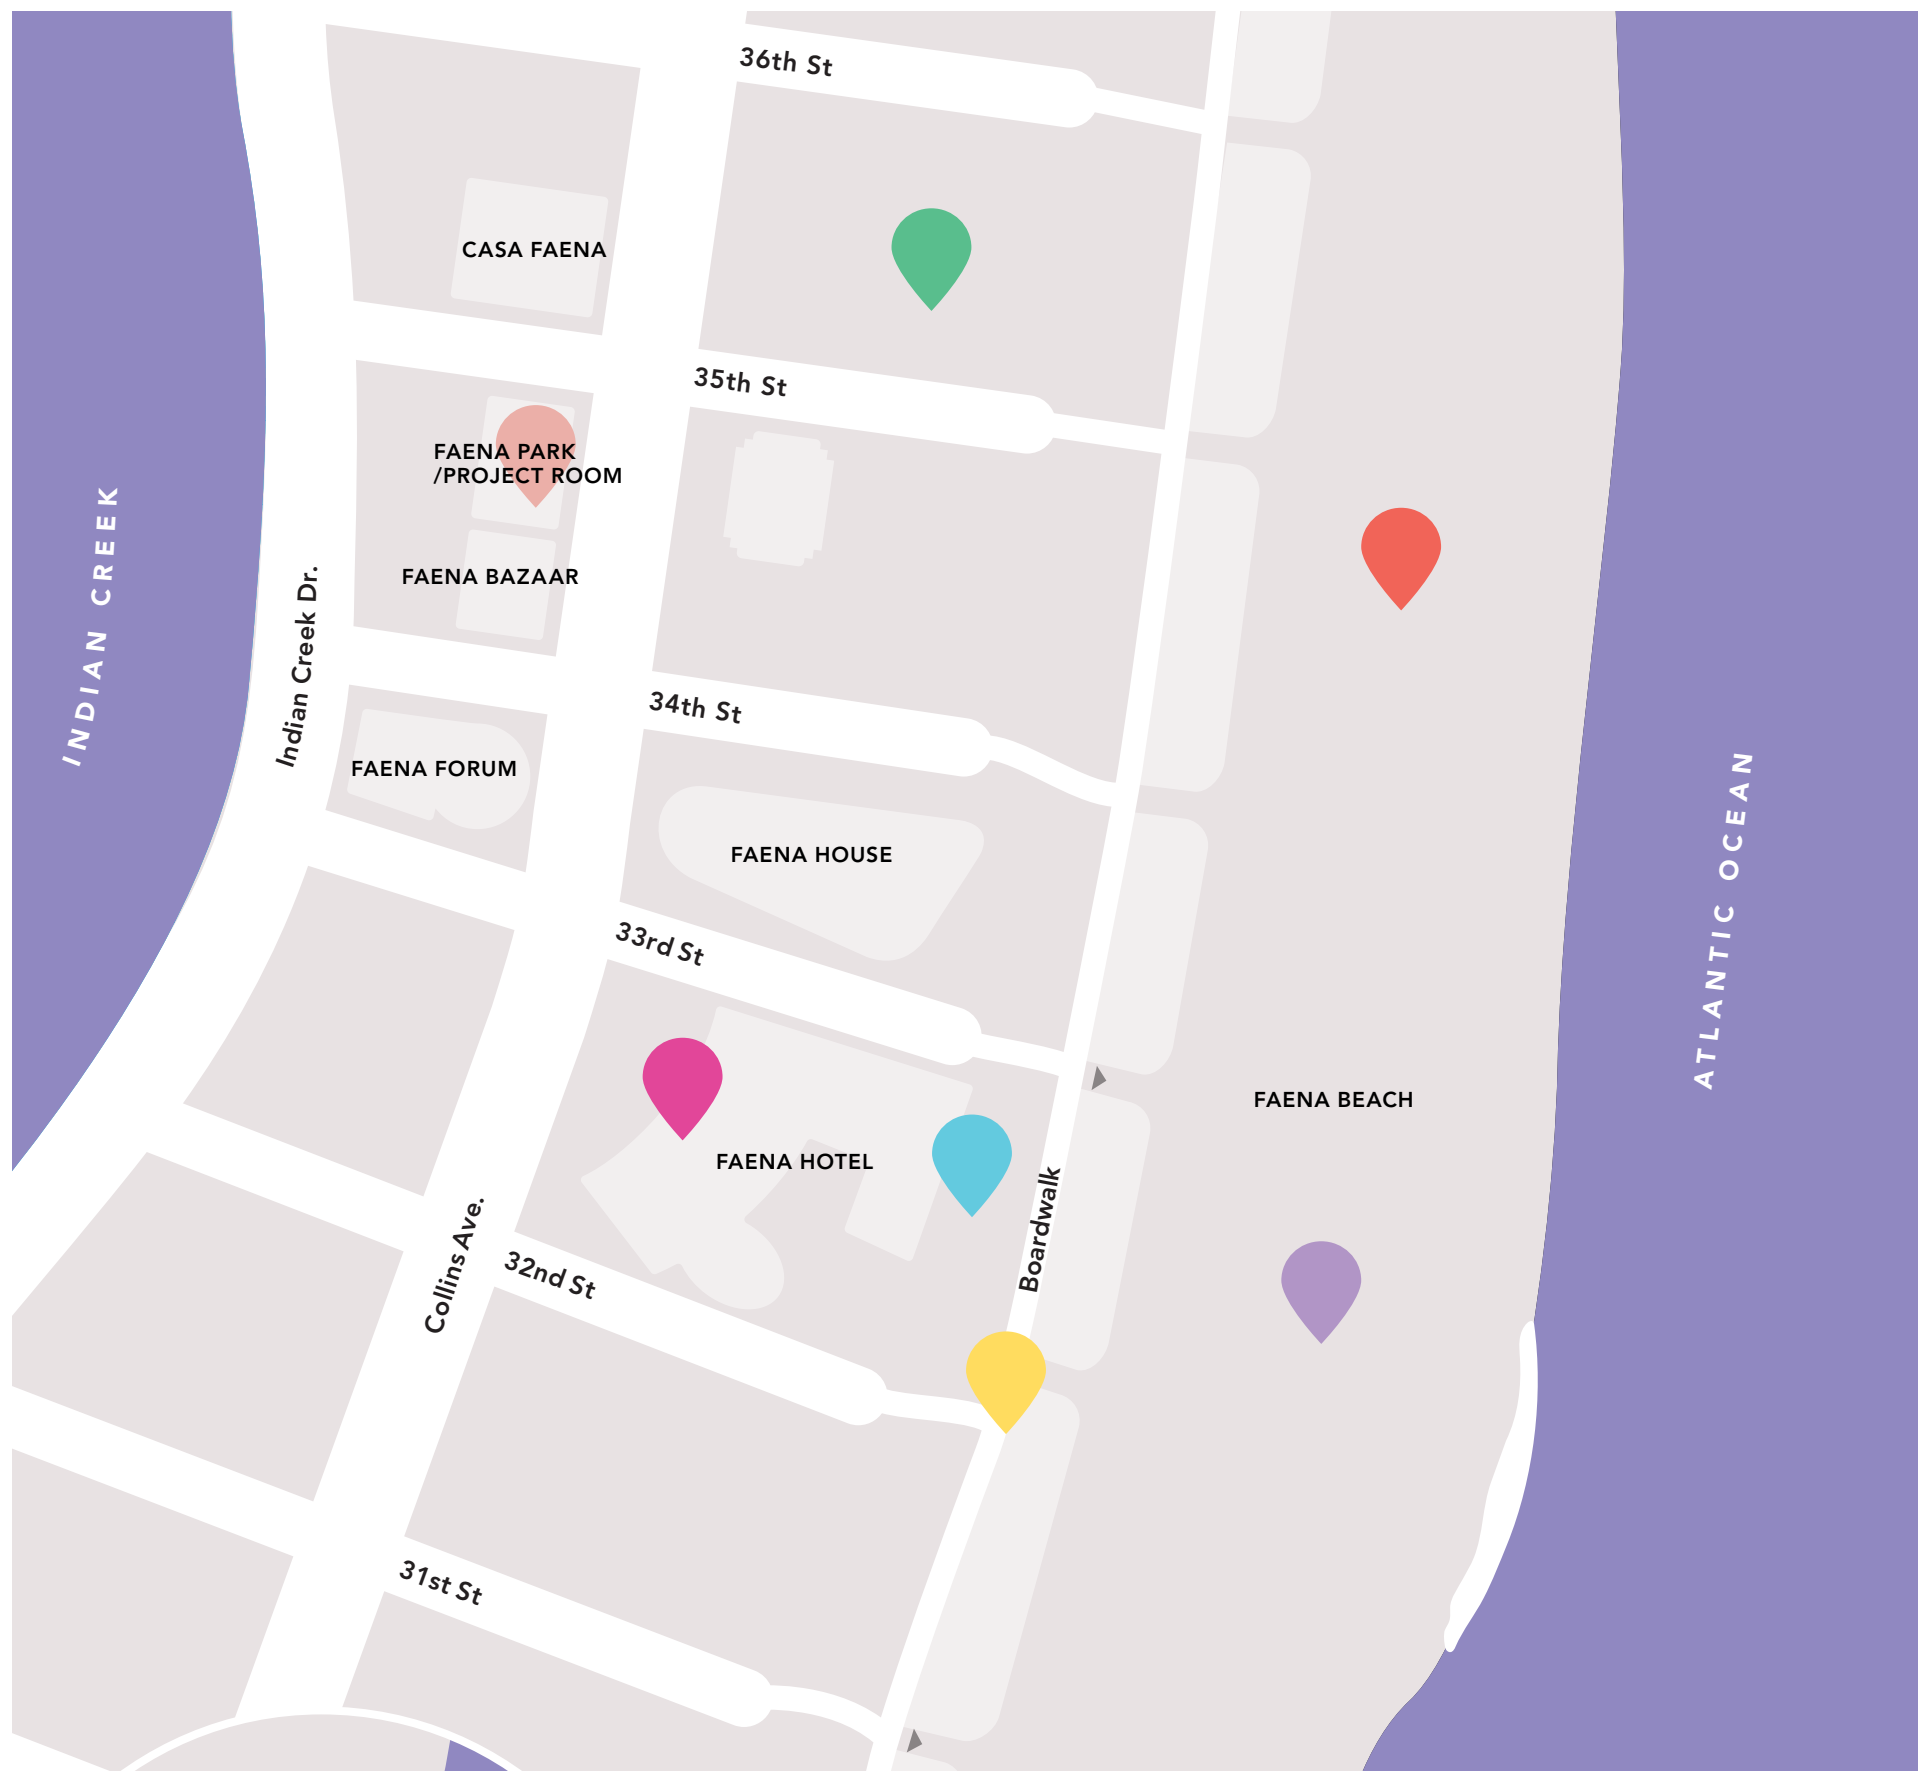 36th St
CASA FAENA
35th St
FAENA PARK
/PROJECT ROOM
INDIAN CREEK
FAENA BAZAAR
Indian Creek Dr.
34th St
FAENA FORUM
FAENA HOUSE
ATLANTIC OCEAN
33rd St
FAENA BEACH
FAENA HOTEL
Boardwalk
Collins Ave.
32nd St
31st St